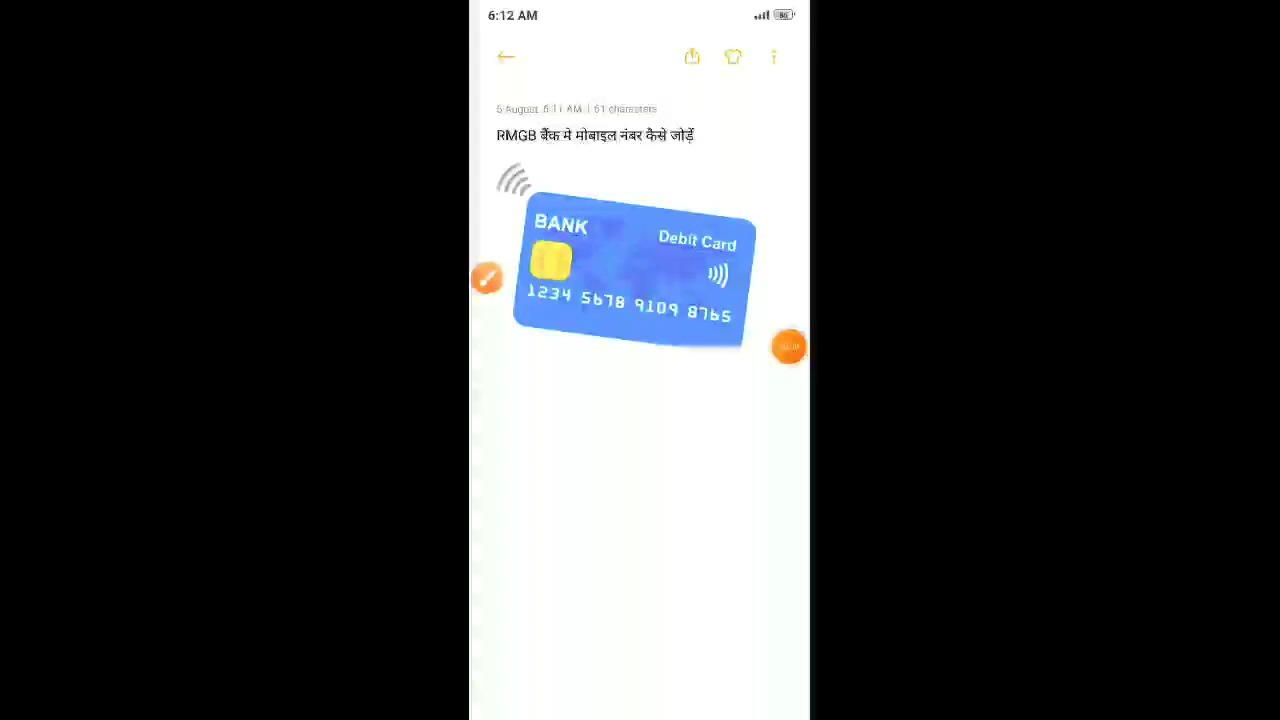 6:12 AM
86
5 August 6:11 AM | 61 characters
RMGB बैंक मे मोबाइल नंबर कैसे जोड़ेँ
BANK
Debit Card
1234 5678 9109 8765